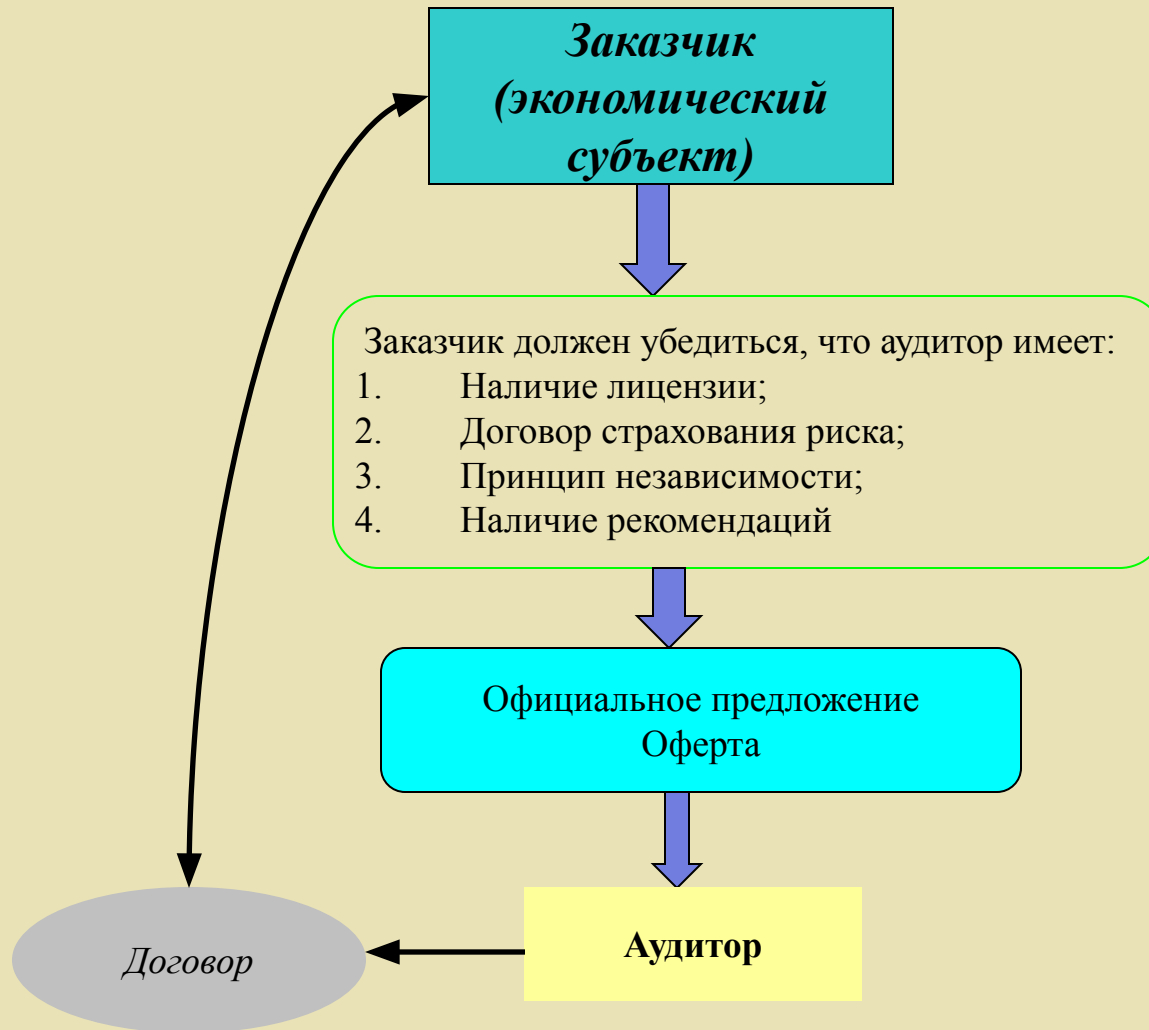 Заказчик
(экономический
субъект)
Заказчик должен убедиться, что аудитор имеет:
1. Наличие лицензии;
2. Договор страхования риска;
3. Принцип независимости;
4. Наличие рекомендаций
Официальное предложение
Оферта
Аудитор
Договор